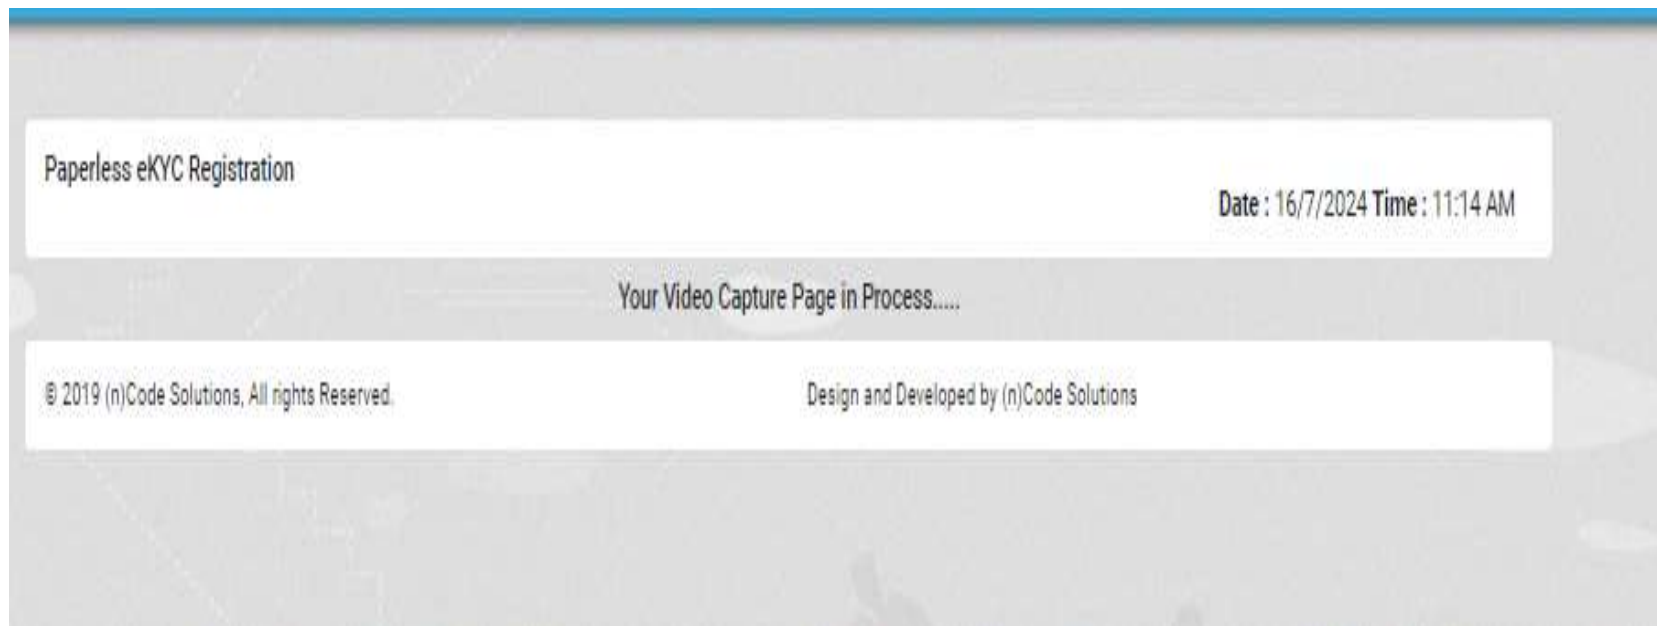 Paperless eKYC Registration
Date : 16/7/2024 Time : 11:14 AM
Your Video Capture Page in Process.....
© 2019 (n)Code Solutions, All rights Reserved.
Design and Developed by (n)Code Solutions